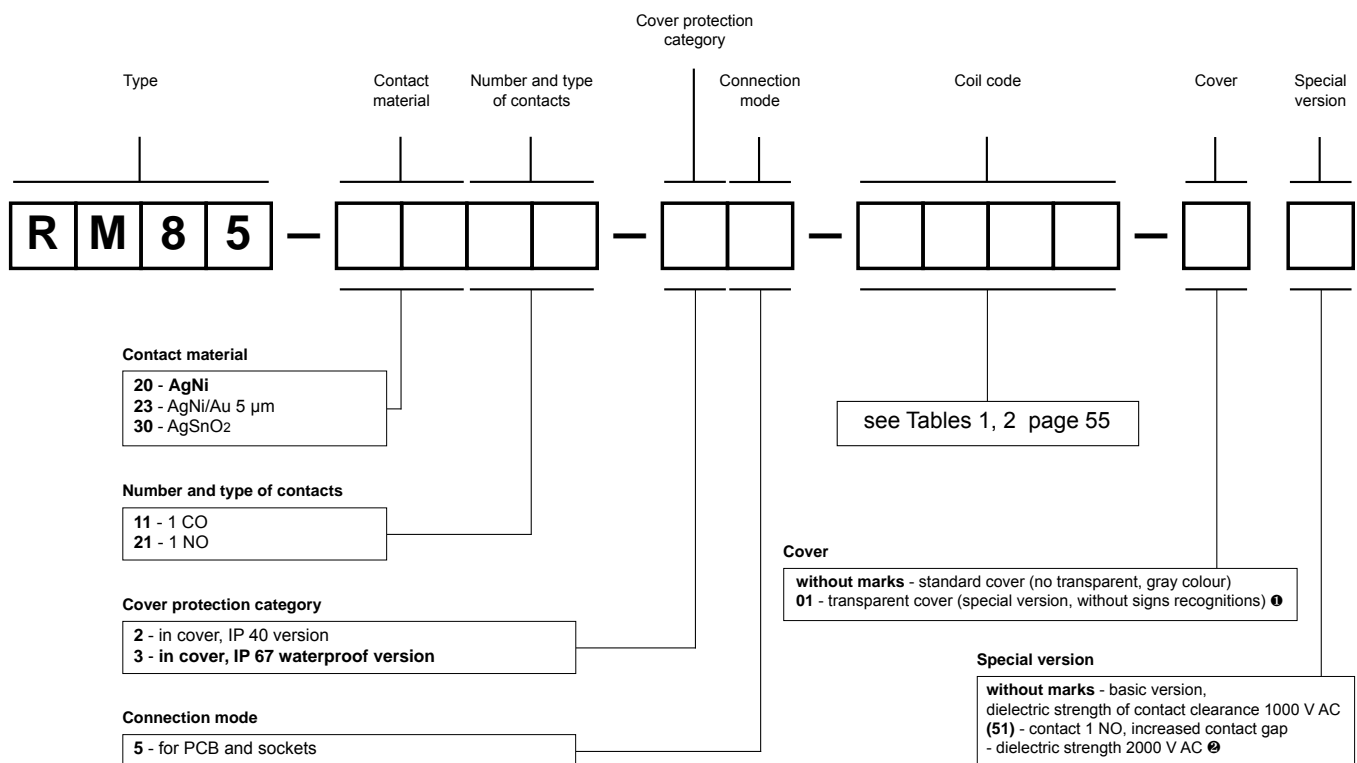 Cover protection
category
Type
Contact
material
Number and type
of contacts
Connection
mode
Coil code
Cover
Special
version
R M 8 5 – – – –
Contact material
20 - AgNi
23 - AgNi/Au 5 µm
30 - AgSnO2
see Tables 1, 2 page 55
Number and type of contacts
11 - 1 CO
21 - 1 NO
Cover
without marks - standard cover (no transparent, gray colour)
01 - transparent cover (special version, without signs recognitions) ❶
Cover protection category
2 - in cover, IP 40 version
3 - in cover, IP 67 waterproof version
Special version
without marks - basic version,
dielectric strength of contact clearance 1000 V AC
(51) - contact 1 NO, increased contact gap
- dielectric strength 2000 V AC ❷
Connection mode
5 - for PCB and sockets